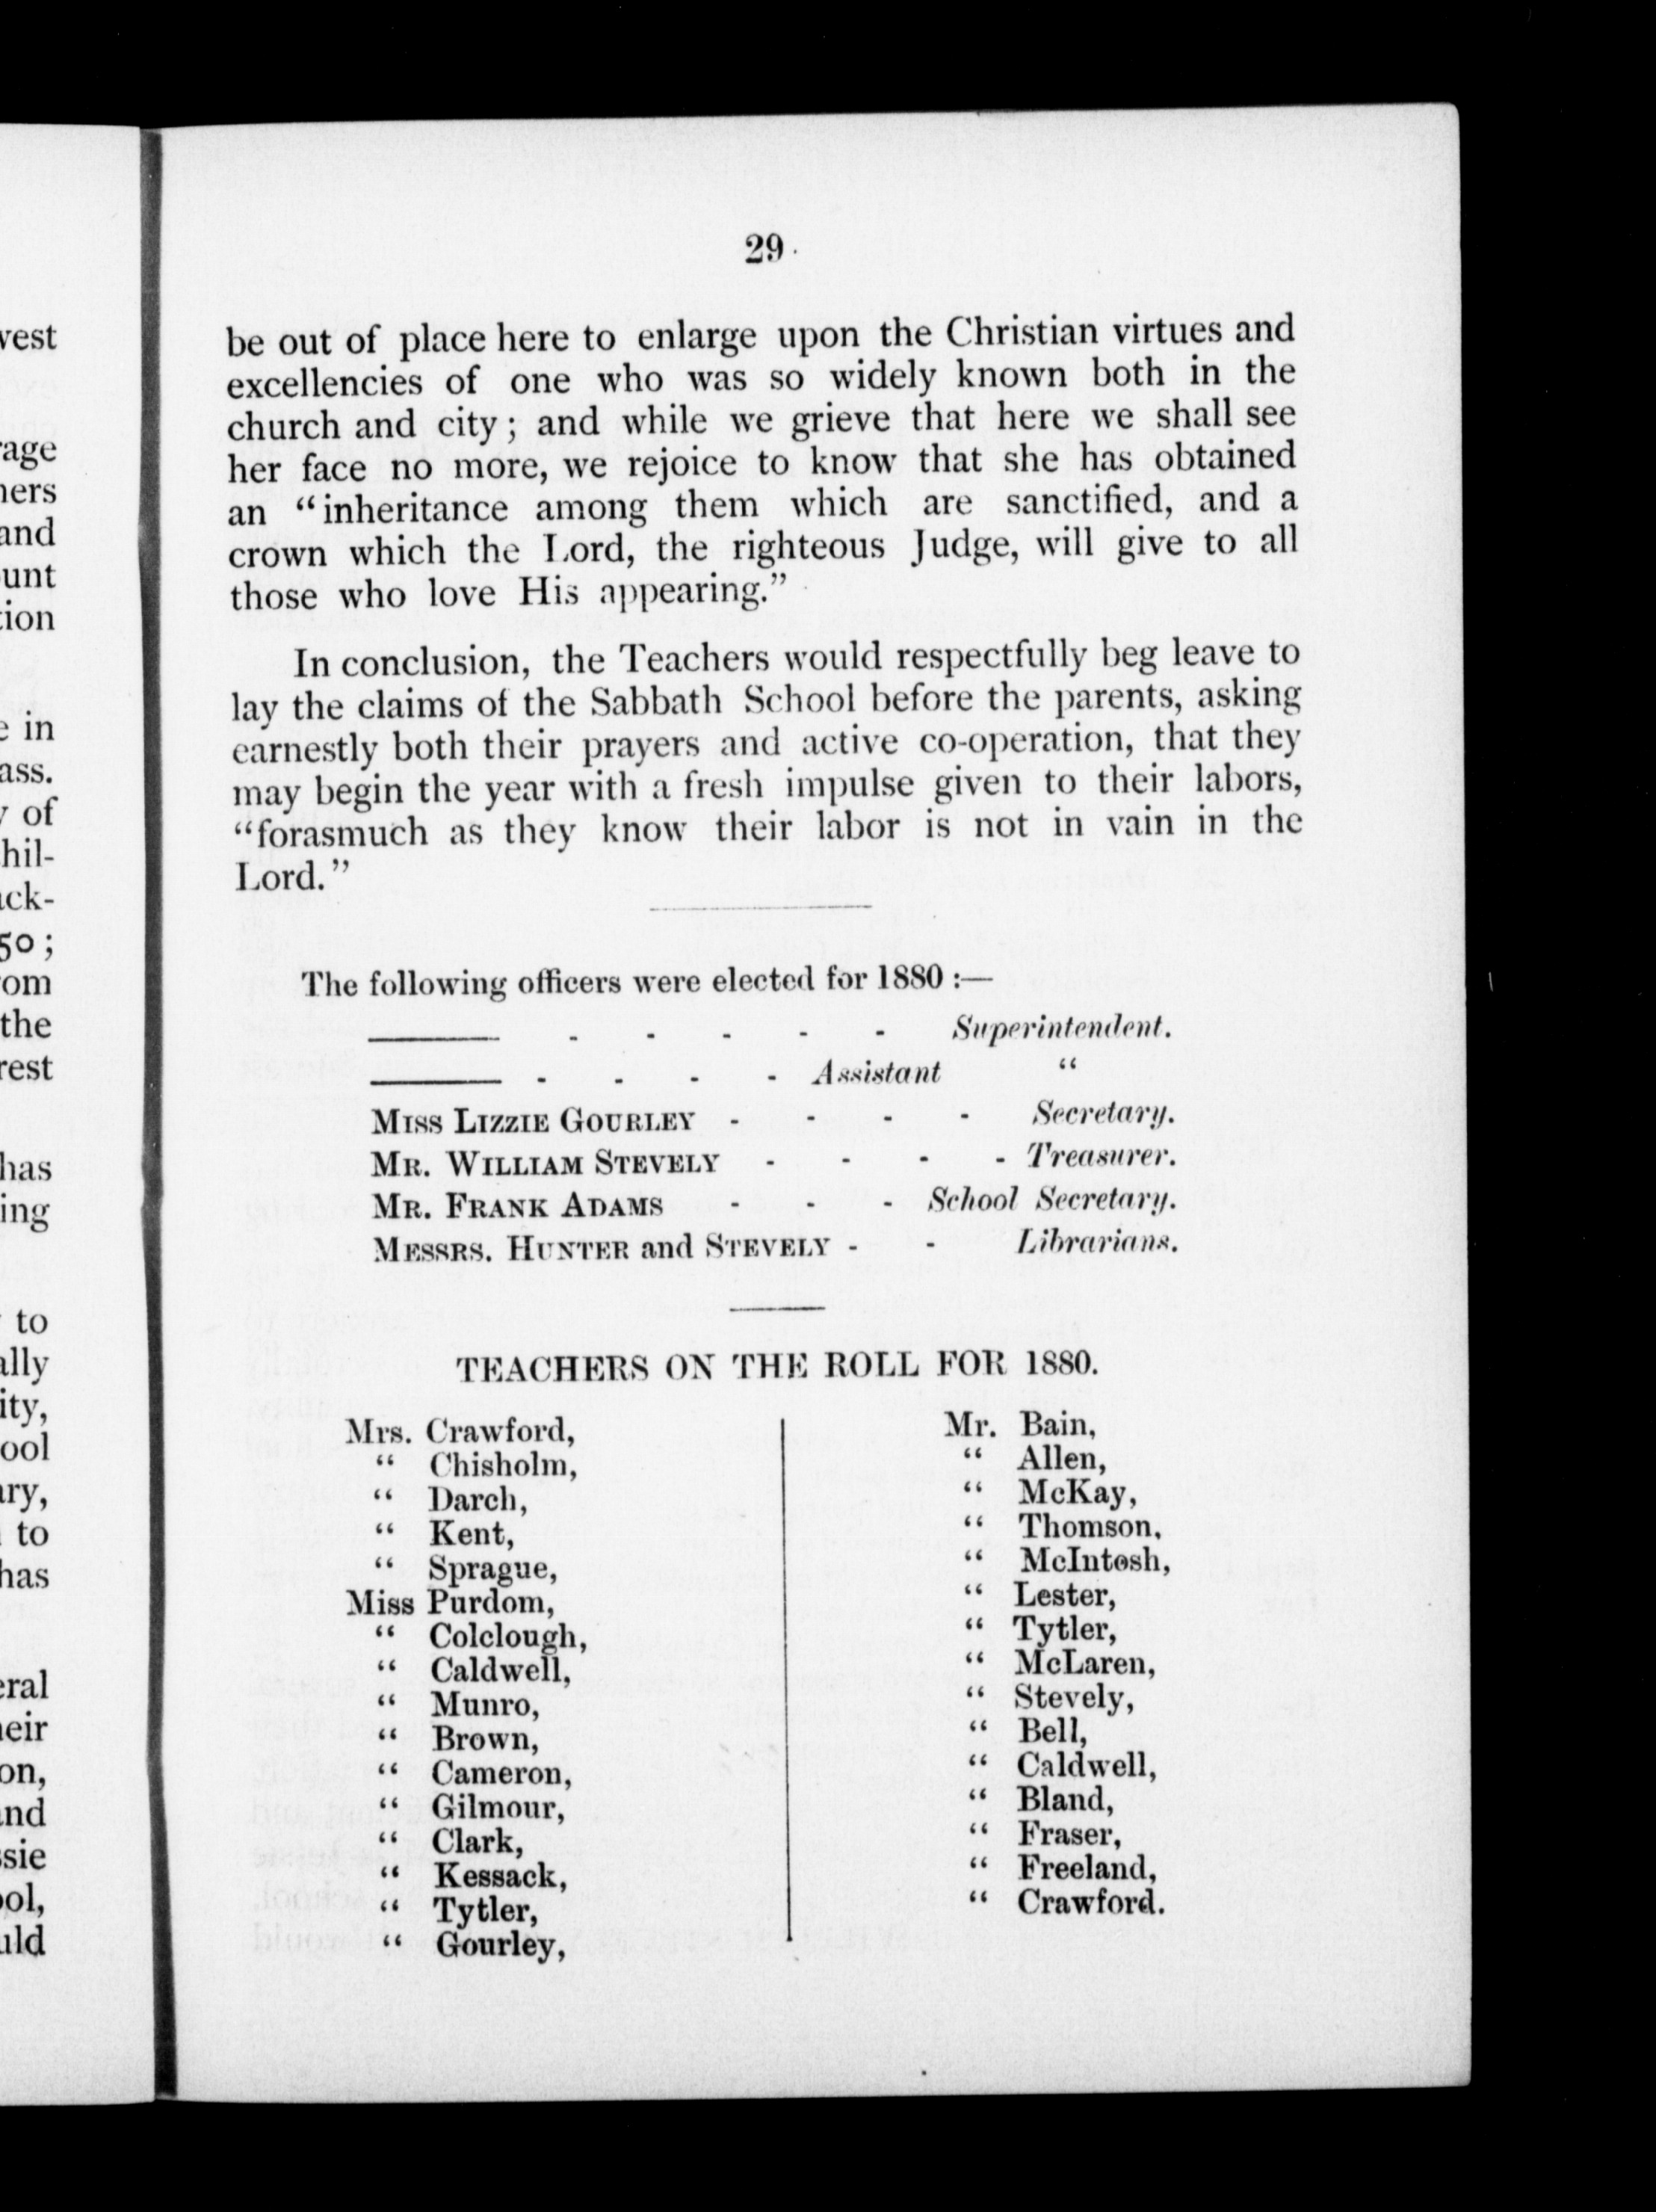 29.
be out of place here to enlarge upon the Christian virtues and
excellencies of one who was so widely known both in the
church and city; and while we grieve that here we shall see
her face no more, we rejoice to know that she has obtained
an “inheritance among them which are sanctified, and a
crown which the Lord, the righteous Judge, will give to all
those who love His appearing.”
In conclusion, the Teachers would respectfully beg leave to
lay the claims of the Sabbath School before the parents, asking
earnestly both their prayers and active co-operation, that they
may begin the year with a fresh impulse given to their labors,
“forasmuch as they know their labor is not in vain in the
Lord.”
The following officers were elected for 1880 :—
——— - - - - - Superintendent.
——— - - - - Assistant “
MISS LIZZIE GOURLEY - - - - Secretary.
MR. WILLIAM STEVELY - - - - Treasurer.
MR. FRANK ADAMS - - - School Secretary.
MESSRS. HUNTER and STEVELY - - Librarians.
TEACHERS ON THE ROLL FOR 1880.
Mrs. Crawford,
“ Chisholm,
“ Darch,
“ Kent,
“ Sprague,
Miss Purdom,
“ Colclough,
“ Caldwell,
“ Munro,
“ Brown,
“ Cameron,
“ Gilmour,
“ Clark,
“ Kessack,
“ Tytler,
“ Gourley,
Mr. Bain,
“ Allen,
“ McKay,
“ Thomson,
“ McIntosh,
“ Lester,
“ Tytler,
“ McLaren,
“ Stevely,
“ Bell,
“ Caldwell,
“ Bland,
“ Fraser,
“ Freeland,
“ Crawford.